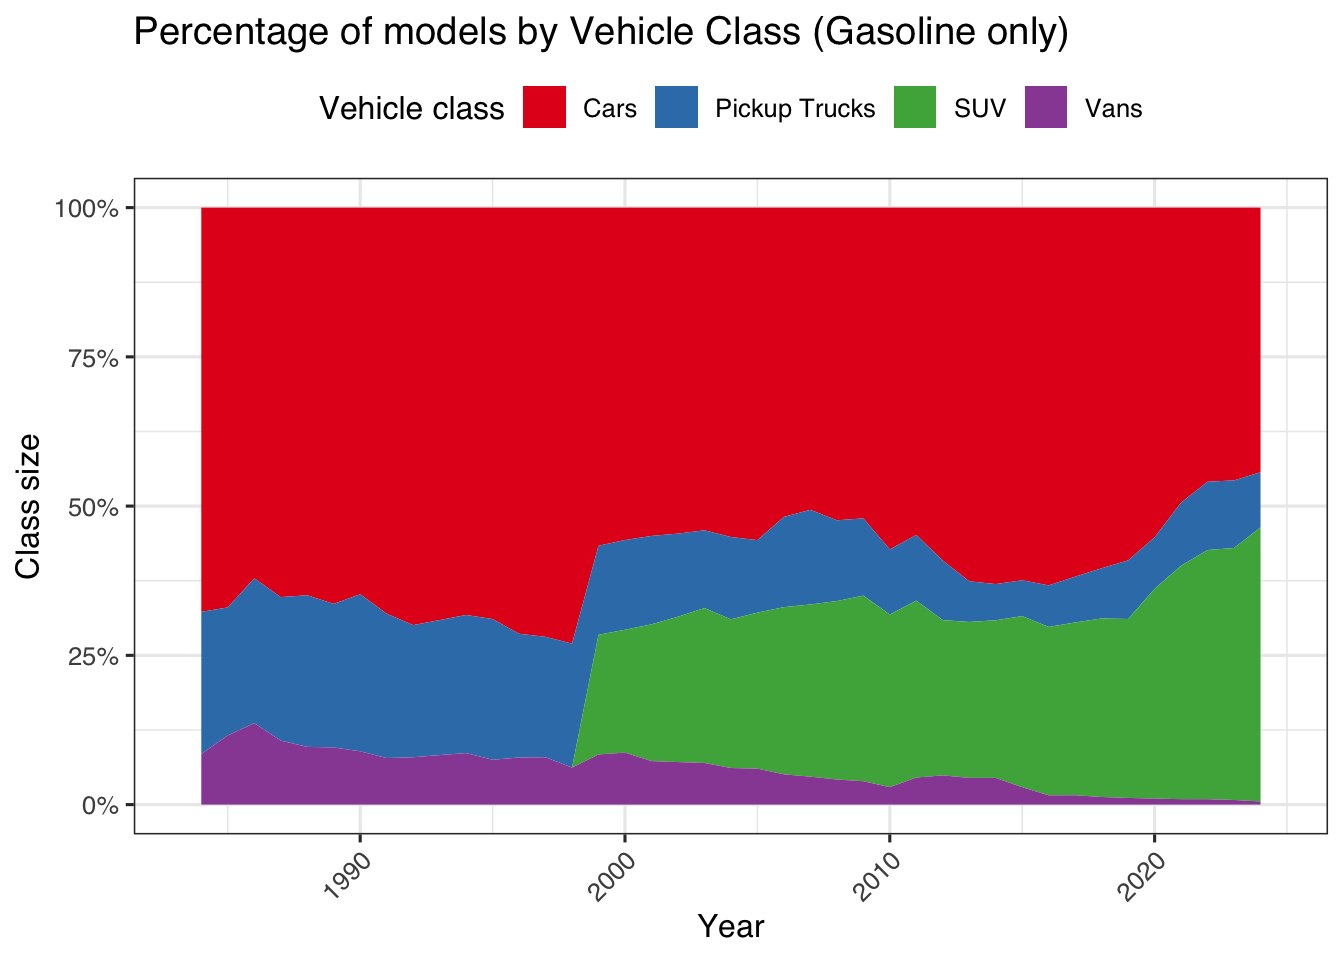 Percentage of models by Vehicle Class (Gasoline only)
Vehicle class Cars Pickup Trucks SUV Vans
100%
75%
50%
25%
0%
Class size
1990 2000 2010 2020
Year